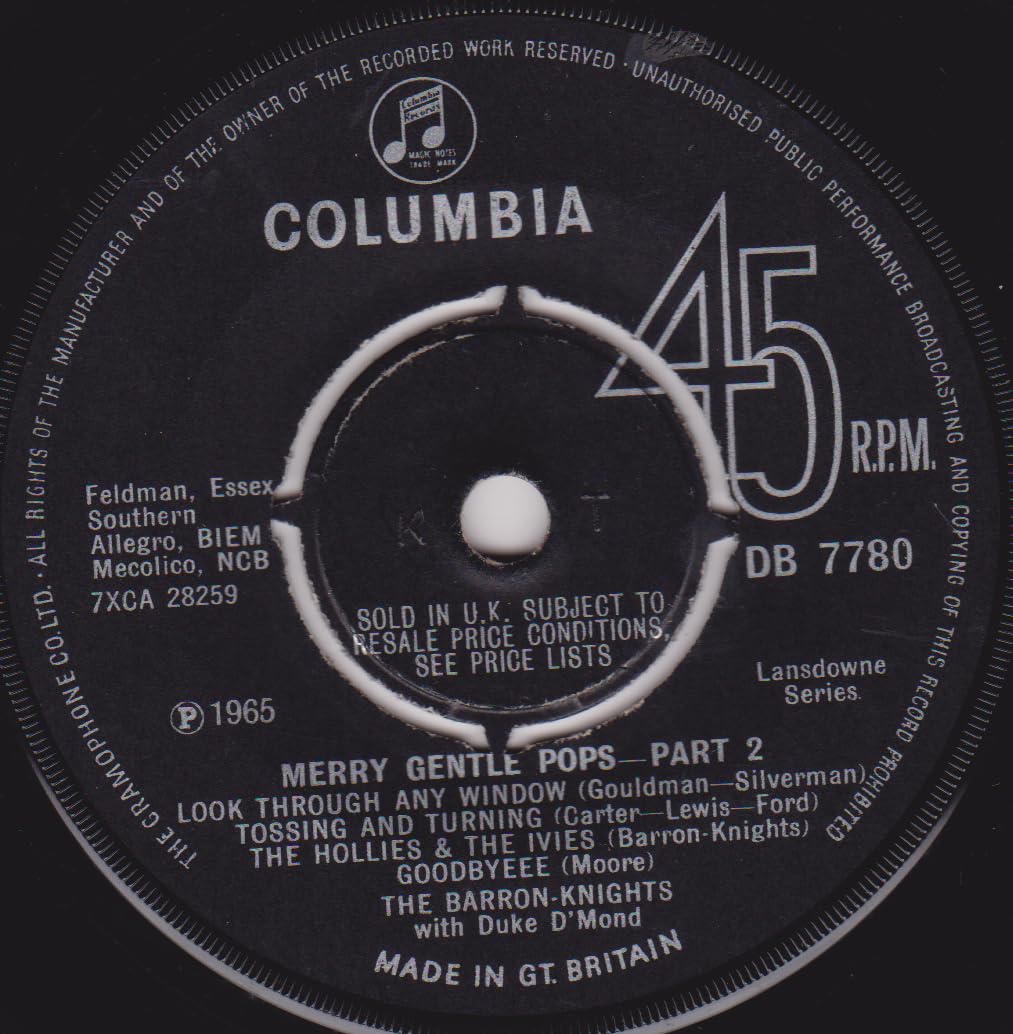 THE GRAMOPHONE CO. LTD. · ALL RIGHTS OF THE MANUFACTURER AND OF THE OWNER OF THE RECORDED WORK RESERVED · UNAUTHORISED PUBLIC PERFORMANCE BROADCASTING AND COPYING OF THIS RECORD PROHIBITED
Columbia
Records
MAGIC NOTES
TRADE MARK
COLUMBIA
45
R.P.M.
Feldman, Essex
Southern
Allegro, BIEM
Mecolico, NCB
7XCA 28259
K T
DB 7780
SOLD IN U.K. SUBJECT TO
RESALE PRICE CONDITIONS,
SEE PRICE LISTS
Lansdowne
Series.
Ⓟ 1965
MERRY GENTLE POPS—PART 2
LOOK THROUGH ANY WINDOW (Gouldman—Silverman)
TOSSING AND TURNING (Carter—Lewis—Ford)
THE HOLLIES & THE IVIES (Barron-Knights)
GOODBYEEE (Moore)
THE BARRON-KNIGHTS
with Duke D'Mond
MADE IN GT. BRITAIN